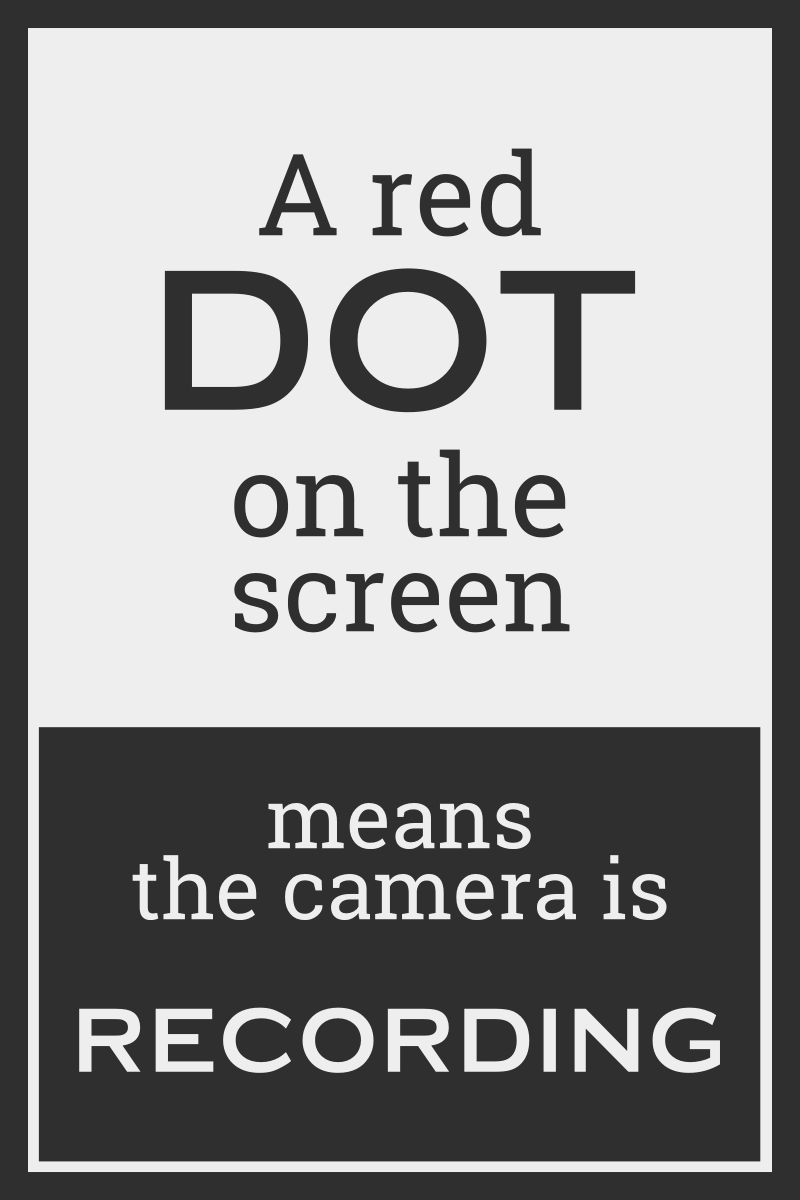 A red
DOT
on the
screen
means
the camera is
RECORDING